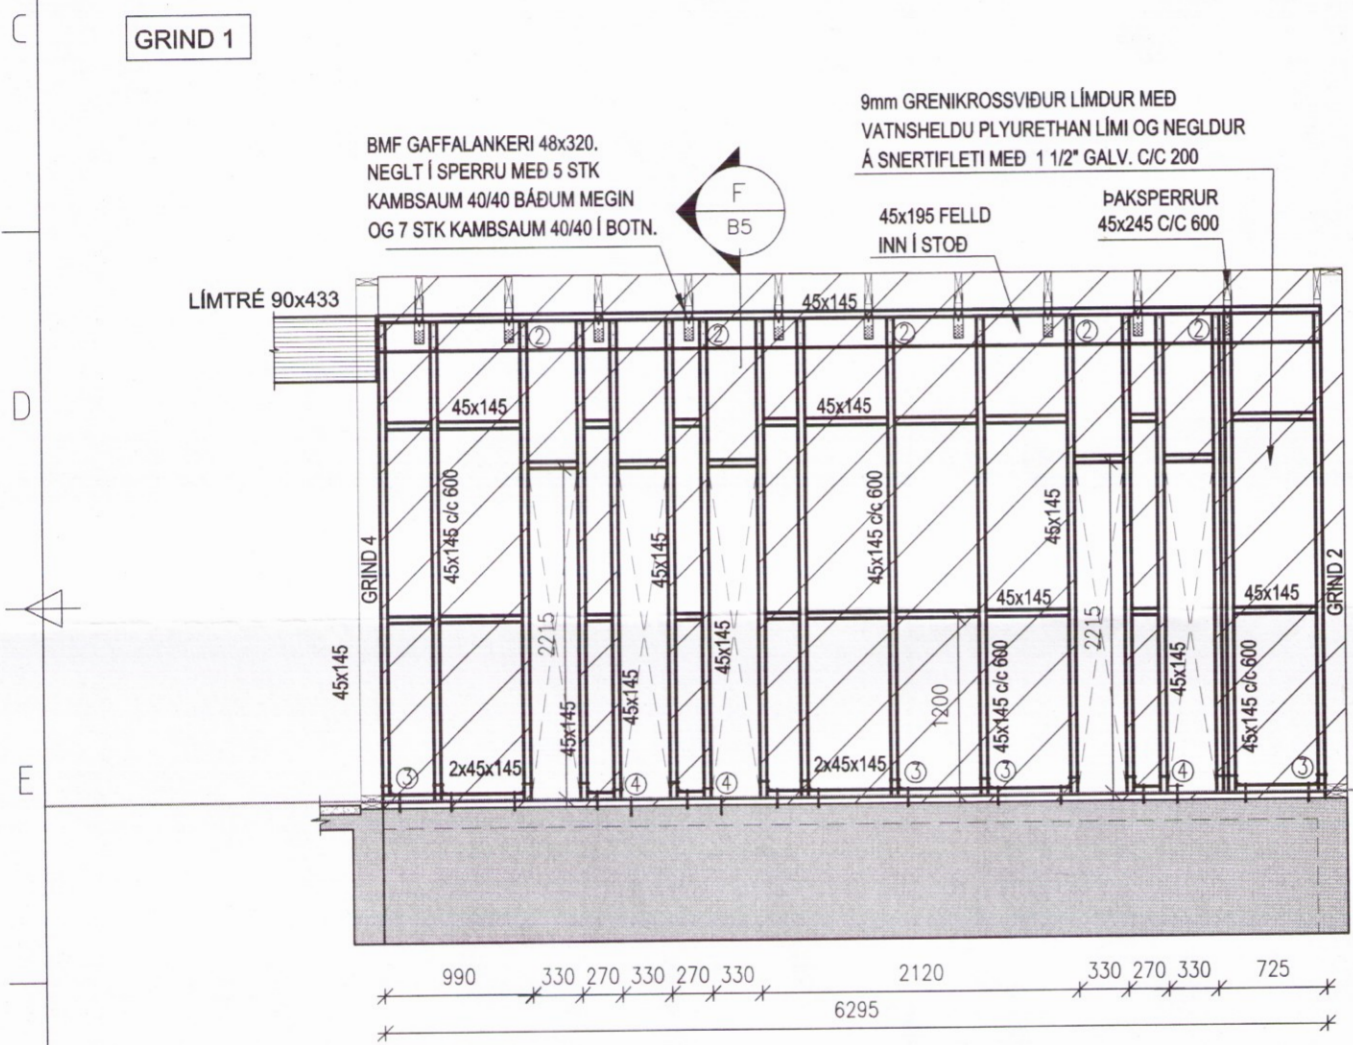 C
GRIND 1
9mm GRENIKROSSVIÐUR LÍMDUR MEÐ
VATNSHELDU PLYURETHAN LÍMI OG NEGLDUR
Á SNERTIFLETI MEÐ 1 1/2" GALV. C/C 200
BMF GAFFALANKERI 48x320.
NEGLT Í SPERRU MEÐ 5 STK
KAMBSAUM 40/40 BÁÐUM MEGIN
OG 7 STK KAMBSAUM 40/40 Í BOTN.
F
B5
45x195 FELLD
INN Í STOÐ
ÞAKSPERRUR
45x245 C/C 600
LÍMTRÉ 90x433
45x145
2
2
2
2
2
D
45x145
45x145
45x145 c/c 600
45x145
45x145 c/c 600
45x145
GRIND 4
GRIND 2
45x145
45x145
2215
2215
45x145
45x145
45x145
45x145
45x145
1200
45x145 c/c 600
45x145
45x145 c/c 600
E
3
2x45x145
4
4
2x45x145
3
3
4
3
990
330
270
330
270
330
2120
330
270
330
725
6295